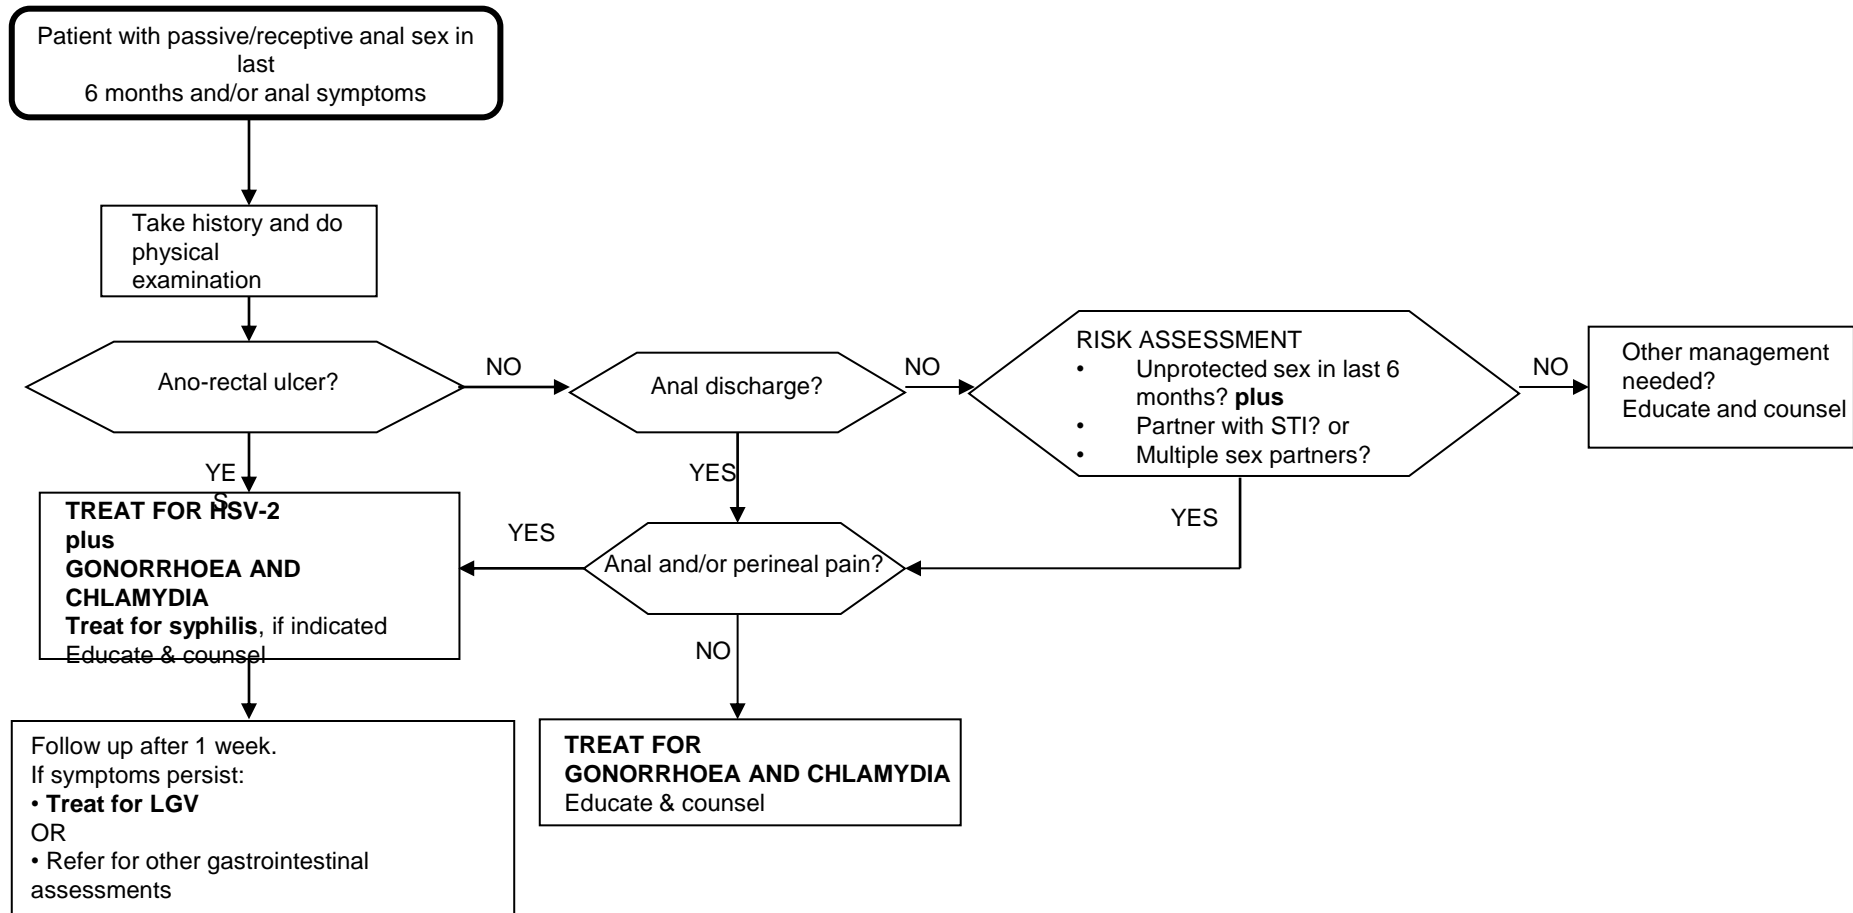 Patient with passive/receptive anal sex in
last
6 months and/or anal symptoms
Take history and do
physical
examination
Ano-rectal ulcer?
NO
Anal discharge?
NO
RISK ASSESSMENT
• Unprotected sex in last 6
months? plus
• Partner with STI? or
• Multiple sex partners?
NO
Other management
needed?
Educate and counsel
YE
S
YES
YES
TREAT FOR HSV-2
plus
GONORRHOEA AND
CHLAMYDIA
Treat for syphilis, if indicated
Educate & counsel
YES
Anal and/or perineal pain?
NO
Follow up after 1 week.
If symptoms persist:
• Treat for LGV
OR
• Refer for other gastrointestinal
assessments
TREAT FOR
GONORRHOEA AND CHLAMYDIA
Educate & counsel